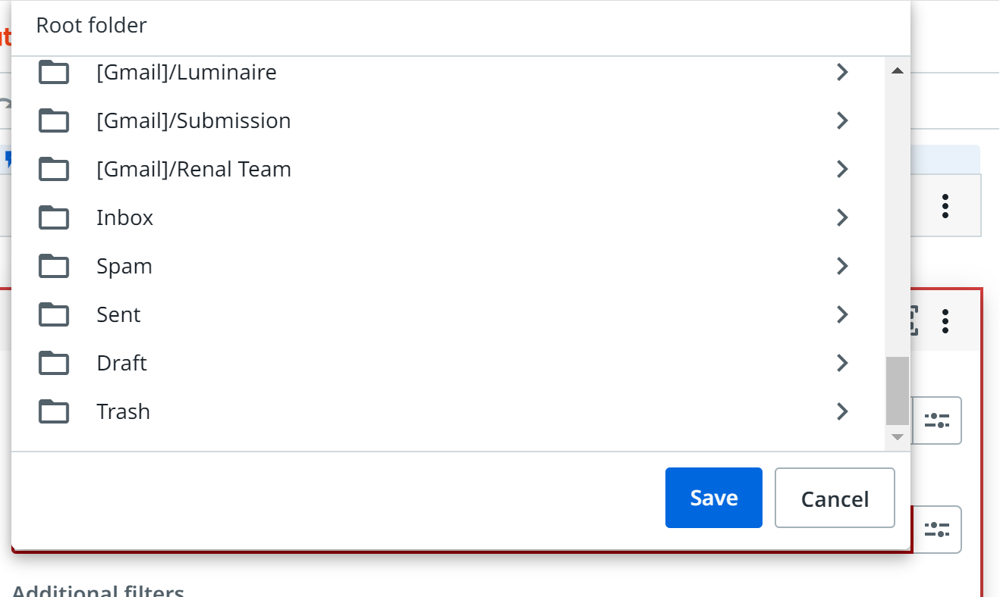 Root folder
[Gmail]/Luminaire
[Gmail]/Submission
[Gmail]/Renal Team
Inbox
Spam
Sent
Draft
Trash
Save
Cancel
Additional filters